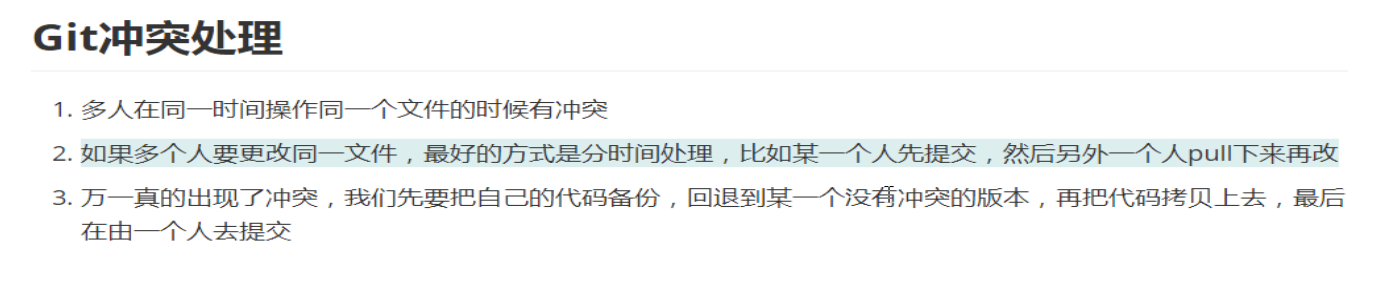 Git冲突处理
1. 多人在同一时间操作同一个文件的时候有冲突
2. 如果多个人要更改同一文件，最好的方式是分时间处理，比如某一个人先提交，然后另外一个人pull下来再改
3. 万一真的出现了冲突，我们先要把自己的代码备份，回退到某一个没有冲突的版本，再把代码拷贝上去，最后
在由一个人去提交